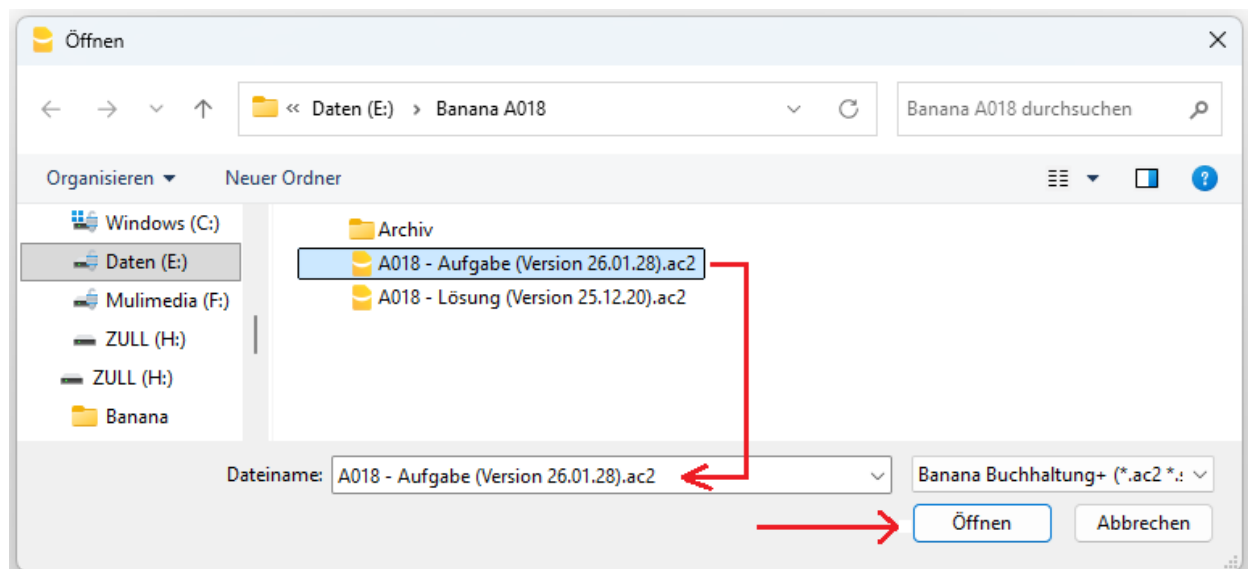 Öffnen
« Daten (E:) › Banana A018
Banana A018 durchsuchen
Organisieren
Neuer Ordner
Windows (C:)
Daten (E:)
Mulimedia (F:)
ZULL (H:)
ZULL (H:)
Banana
Archiv
A018 - Aufgabe (Version 26.01.28).ac2
A018 - Lösung (Version 25.12.20).ac2
Dateiname: A018 - Aufgabe (Version 26.01.28).ac2
Banana Buchhaltung+ (*.ac2 *.
Öffnen
Abbrechen